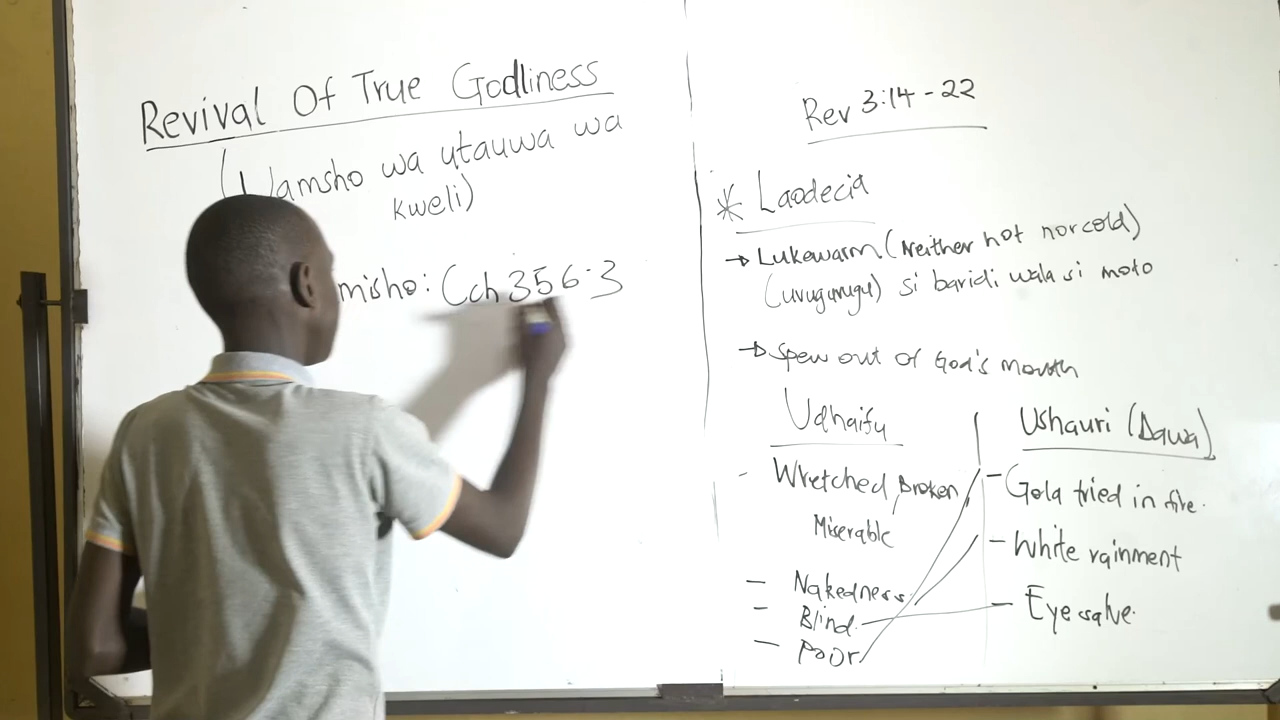 Revival Of True Godliness
(Uamsho wa utauwa wa
kweli)
misho: Cch 356.3
Rev 3:14-22
* Laodecia
→ Lukewarm (Neither hot nor cold)
(uvuguvugu) si baridi wala si moto
→ Spew out of God's mouth
Udhaifu
Ushauri (Dawa)
- Wretched, Broken,
Miserable
- Nakedness
- Blind
- Poor
- Gold tried in fire.
- White rainment
- Eye salve.